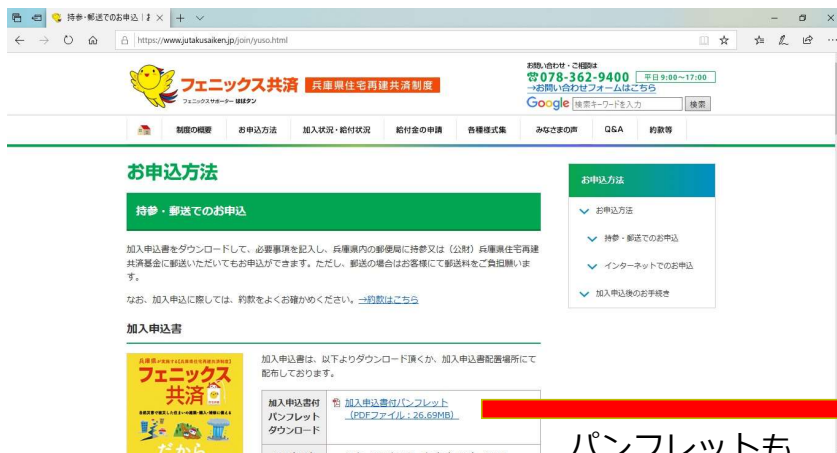 持参・郵送でのお申込
https://www.jutakusaiken.jp/join/yuso.html
フェニックス共済 兵庫県住宅再建共済制度
フェニックスサポーター はばタン
お問い合わせ・ご相談は
☎078-362-9400 平日9:00~17:00
→お問い合わせフォームはこちら
Google 検索キーワードを入力 検索
制度の概要 お申込方法 加入状況・給付状況 給付金の申請 各種様式集 みなさまの声 Q&A 約款等
お申込方法
持参・郵送でのお申込
加入申込書をダウンロードして、必要事項を記入し、兵庫県内の郵便局に持参又は(公財)兵庫県住宅再建
共済基金に郵送いただいてもお申込ができます。ただし、郵送の場合はお客様にて郵送料をご負担願いま
す。
なお、加入申込に際しては、約款をよくお確かめください。→約款はこちら
加入申込書
フェニックス
共済
だから
加入申込書は、以下よりダウンロード頂くか、加入申込書配置場所にて
配布しております。
加入申込書付
パンフレット
ダウンロード
加入申込書付パンフレット
(PDFファイル:26.69MB)
お申込方法
お申込方法
持参・郵送でのお申込
インターネットでのお申込
加入申込後のお手続き
パンフレットも